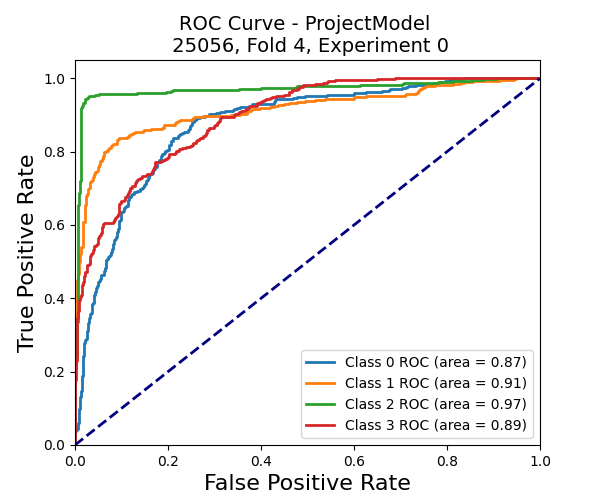 ROC Curve - ProjectModel
25056, Fold 4, Experiment 0
True Positive Rate
1.0
0.8
0.6
0.4
0.2
0.0
Class 0 ROC (area = 0.87)
Class 1 ROC (area = 0.91)
Class 2 ROC (area = 0.97)
Class 3 ROC (area = 0.89)
0.0 0.2 0.4 0.6 0.8 1.0
False Positive Rate